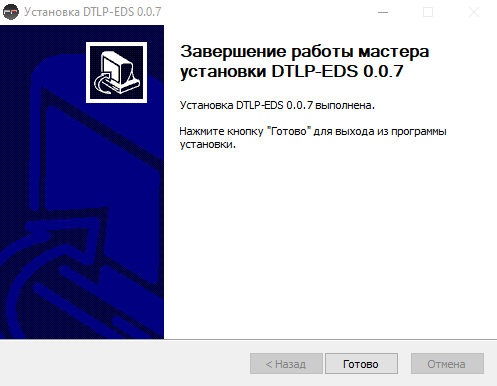 Установка DTLP-EDS 0.0.7
Завершение работы мастера
установки DTLP-EDS 0.0.7
Установка DTLP-EDS 0.0.7 выполнена.
Нажмите кнопку "Готово" для выхода из программы
установки.
< Назад
Готово
Отмена